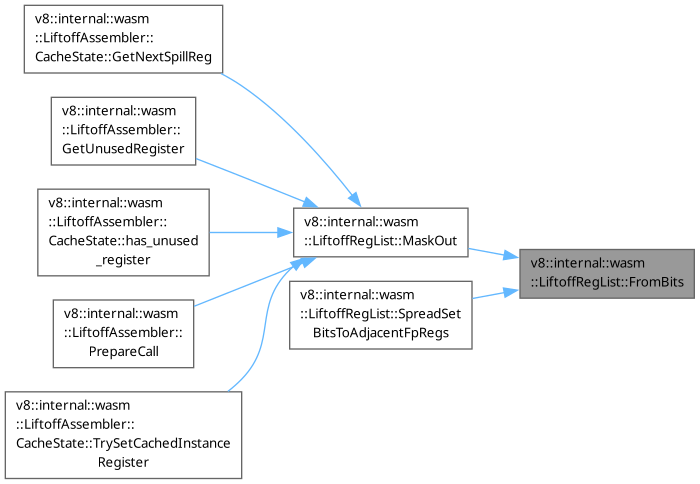 v8::internal::wasm
::LiftoffAssembler::
CacheState::GetNextSpillReg
v8::internal::wasm
::LiftoffAssembler::
GetUnusedRegister
v8::internal::wasm
::LiftoffAssembler::
CacheState::has_unused
_register
v8::internal::wasm
::LiftoffAssembler::
PrepareCall
v8::internal::wasm
::LiftoffAssembler::
CacheState::TrySetCachedInstance
Register
v8::internal::wasm
::LiftoffRegList::MaskOut
v8::internal::wasm
::LiftoffRegList::SpreadSet
BitsToAdjacentFpRegs
v8::internal::wasm
::LiftoffRegList::FromBits